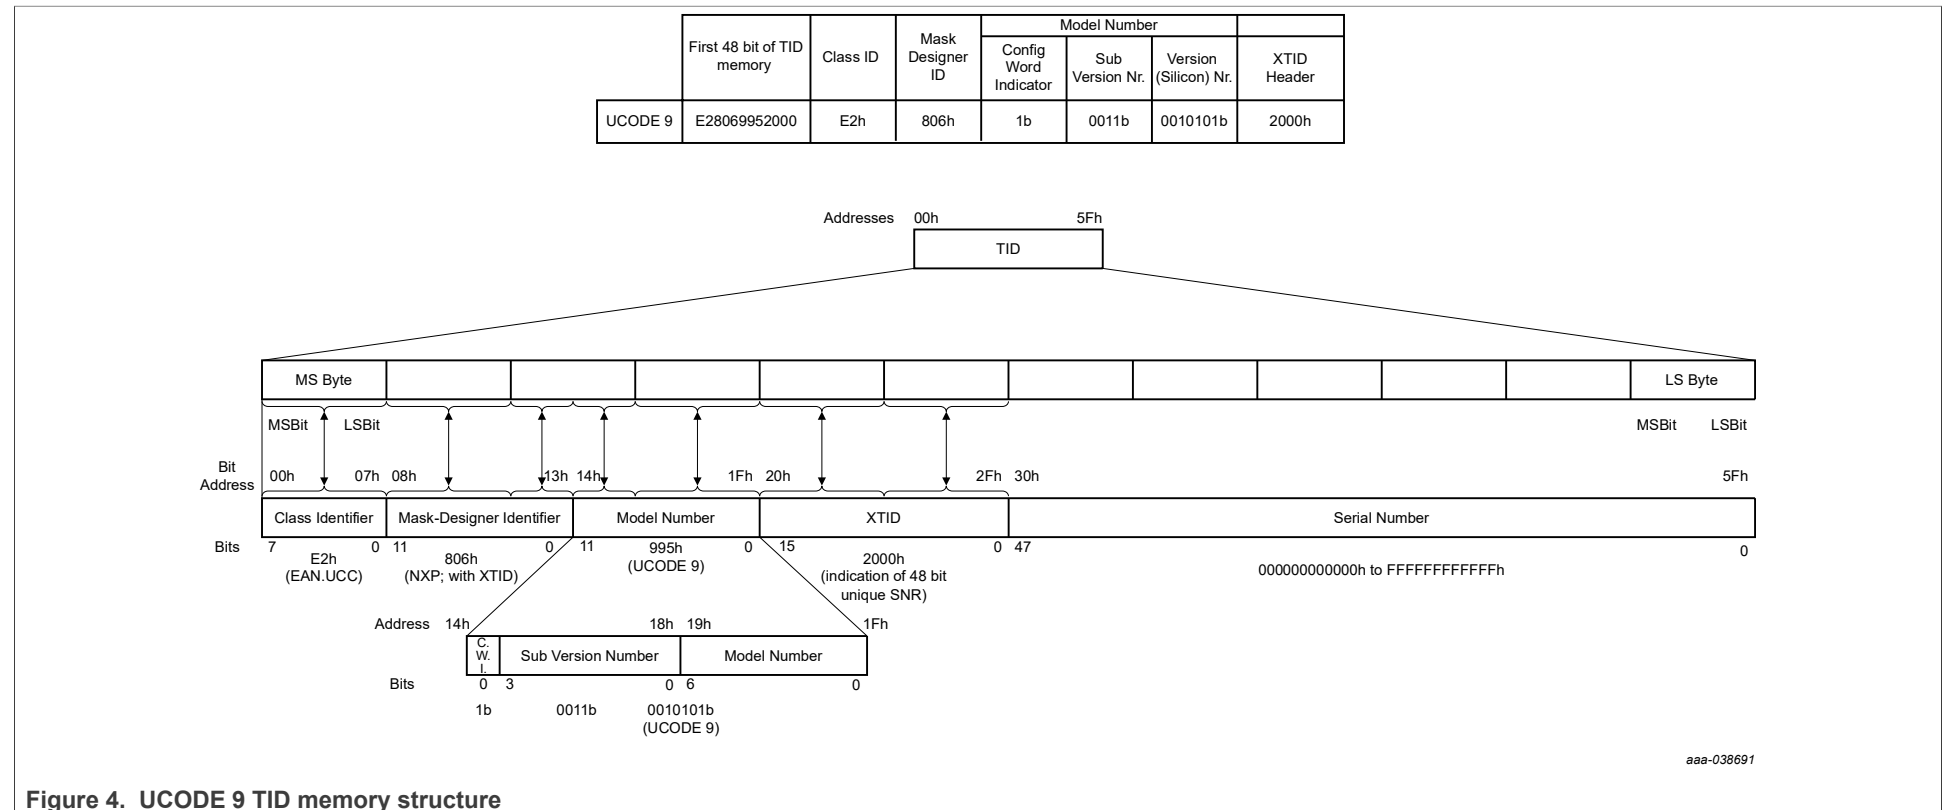 Model Number
First 48 bit of TID
memory
Class ID
Mask
Designer
ID
Config
Word
Indicator
Sub
Version Nr.
Version
(Silicon) Nr.
XTID
Header
UCODE 9 E28069952000 E2h 806h 1b 0011b 0010101b 2000h
Addresses 00h 5Fh
TID
MS Byte LS Byte
MSBit LSBit MSBit LSBit
Bit
Address
00h 07h 08h 13h 14h 1Fh 20h 2Fh 30h 5Fh
Class Identifier Mask-Designer Identifier Model Number XTID Serial Number
Bits 7 0 11 0 11 0 15 0 47 0
E2h
(EAN.UCC)
806h
(NXP; with XTID)
995h
(UCODE 9)
2000h
(indication of 48 bit
unique SNR)
000000000000h to FFFFFFFFFFFFh
Address 14h 18h 19h 1Fh
C.
W.
I.
Sub Version Number Model Number
Bits 0 3 0 6 0
1b 0011b 0010101b
(UCODE 9)
aaa-038691
Figure 4. UCODE 9 TID memory structure